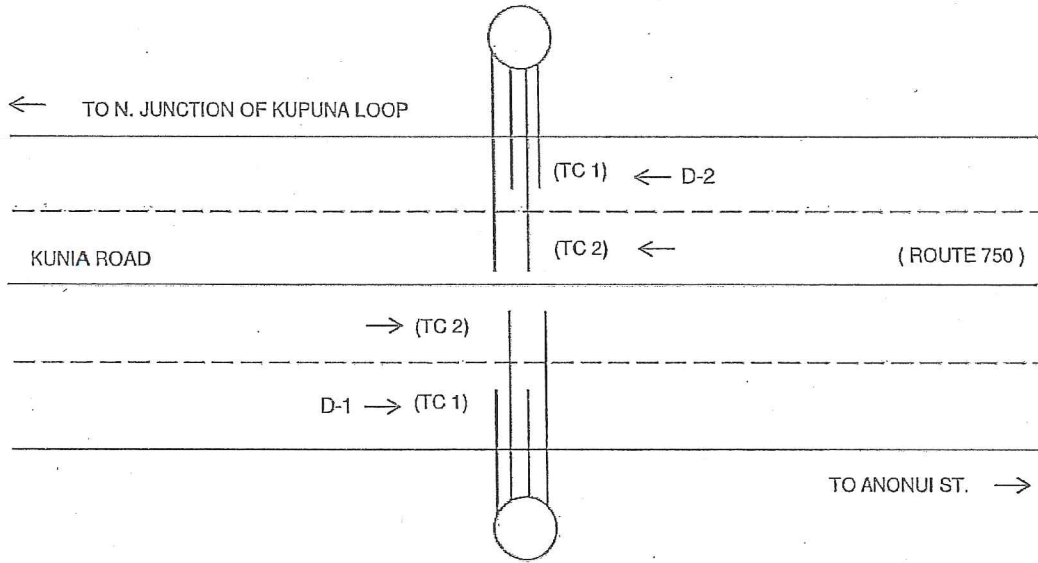 ← TO N. JUNCTION OF KUPUNA LOOP
(TC 1) ← D-2
KUNIA ROAD (TC 2) ← ( ROUTE 750 )
→ (TC 2)
D-1 → (TC 1)
TO ANONUI ST. →